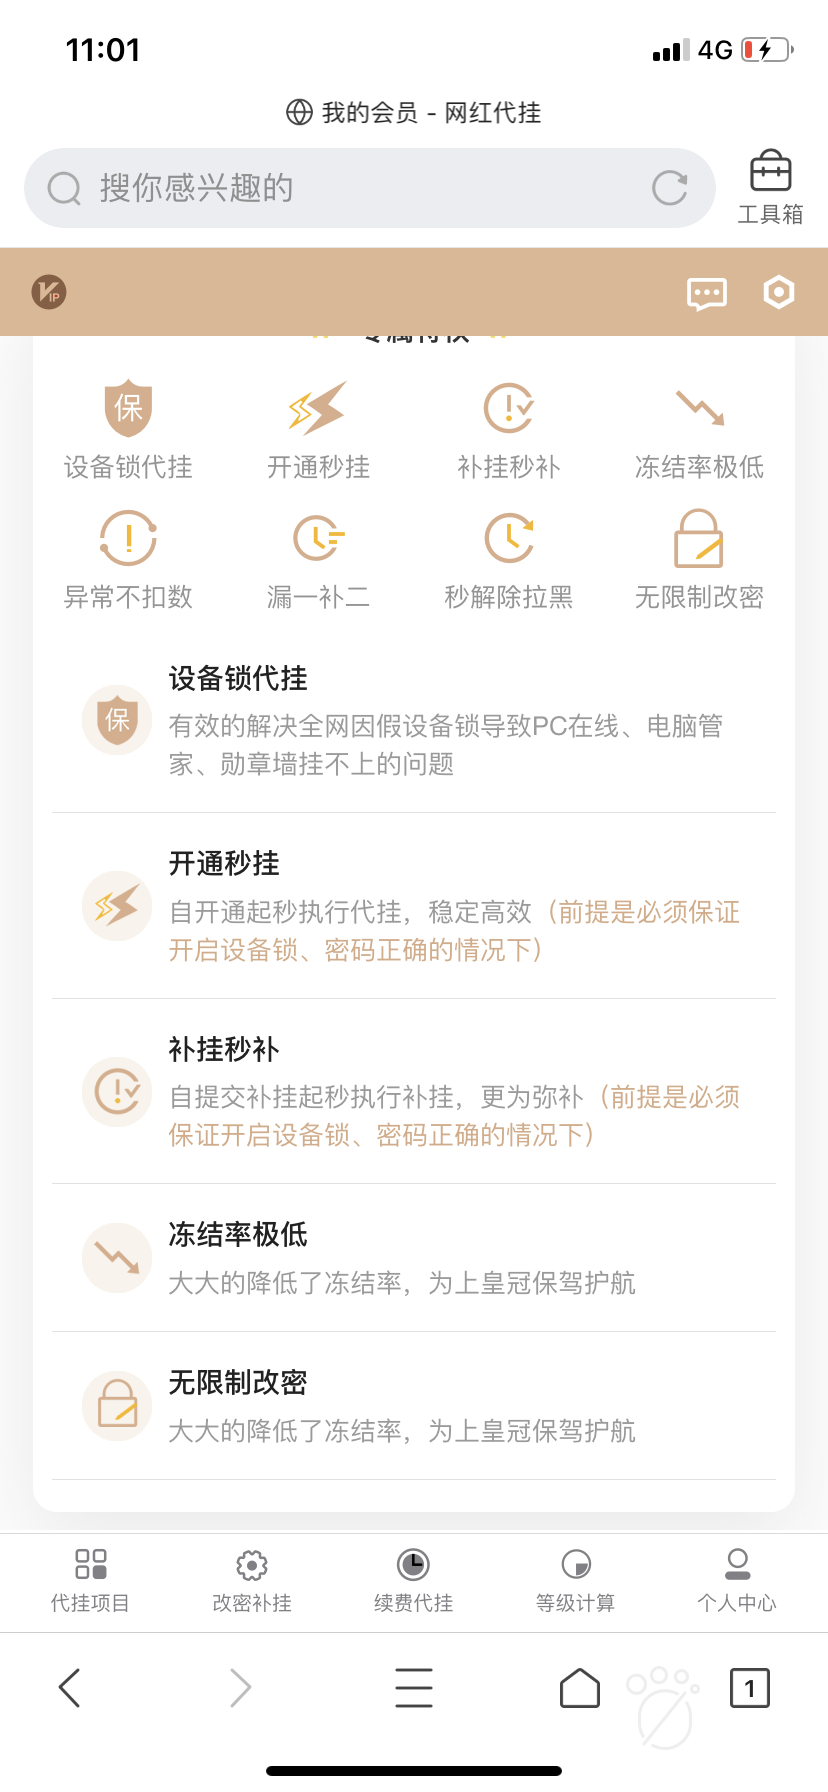 11:01
4G
我的会员 - 网红代挂
搜你感兴趣的
工具箱
VIP
专属特权
保
设备锁代挂
开通秒挂
补挂秒补
冻结率极低
异常不扣数
漏一补二
秒解除拉黑
无限制改密
设备锁代挂
保
有效的解决全网因假设备锁导致PC在线、电脑管
家、勋章墙挂不上的问题
开通秒挂
自开通起秒执行代挂，稳定高效（前提是必须保证
开启设备锁、密码正确的情况下）
补挂秒补
自提交补挂起秒执行补挂，更为弥补（前提是必须
保证开启设备锁、密码正确的情况下）
冻结率极低
大大的降低了冻结率，为上皇冠保驾护航
无限制改密
大大的降低了冻结率，为上皇冠保驾护航
代挂项目
改密补挂
续费代挂
等级计算
个人中心
1